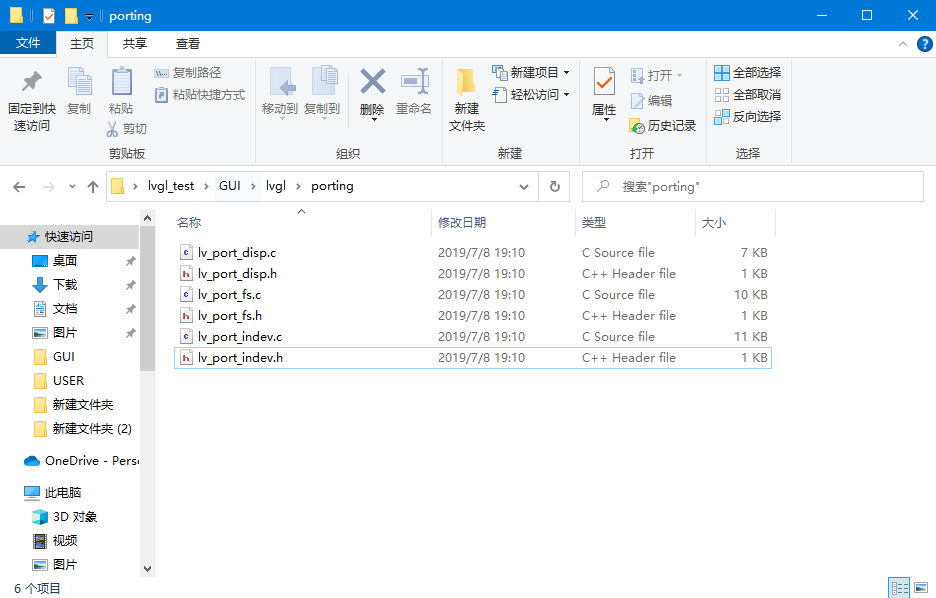 porting
文件 主页 共享 查看
固定到快速访问
复制
粘贴
复制路径
粘贴快捷方式
剪切
剪贴板
移动到
复制到
删除
重命名
组织
新建文件夹
新建项目
轻松访问
新建
属性
打开
编辑
历史记录
打开
全部选择
全部取消
反向选择
选择
lvgl_test > GUI > lvgl > porting
搜索"porting"
快速访问
桌面
下载
文档
图片
GUI
USER
新建文件夹
新建文件夹 (2)
OneDrive - Pers
此电脑
3D 对象
视频
图片
名称 修改日期 类型 大小
lv_port_disp.c 2019/7/8 19:10 C Source file 7 KB
lv_port_disp.h 2019/7/8 19:10 C++ Header file 1 KB
lv_port_fs.c 2019/7/8 19:10 C Source file 10 KB
lv_port_fs.h 2019/7/8 19:10 C++ Header file 1 KB
lv_port_indev.c 2019/7/8 19:10 C Source file 11 KB
lv_port_indev.h 2019/7/8 19:10 C++ Header file 1 KB
6 个项目